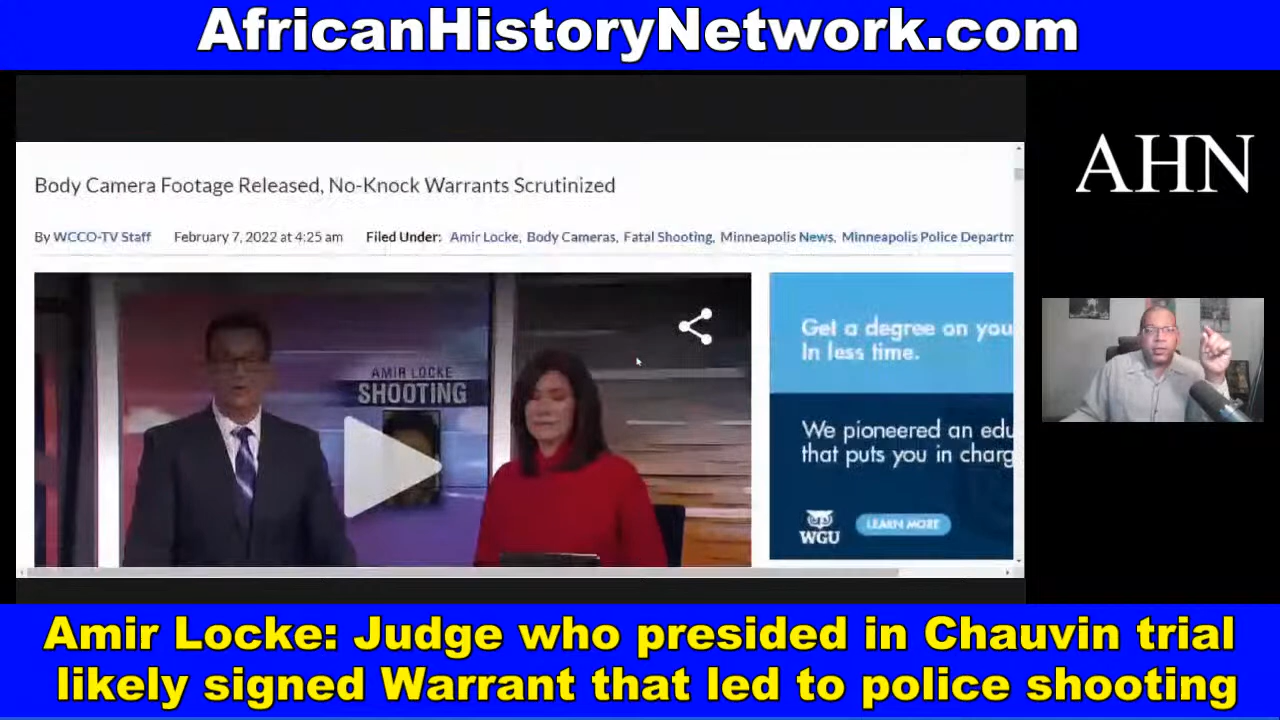 AfricanHistoryNetwork.com
AHN
Body Camera Footage Released, No-Knock Warrants Scrutinized
By WCCO-TV Staff February 7, 2022 at 4:25 am Filed Under: Amir Locke, Body Cameras, Fatal Shooting, Minneapolis News, Minneapolis Police Departm
AMIR LOCKE
SHOOTING
Get a degree on you
In less time.
We pioneered an edu
that puts you in charg
WGU
LEARN MORE
Amir Locke: Judge who presided in Chauvin trial
likely signed Warrant that led to police shooting